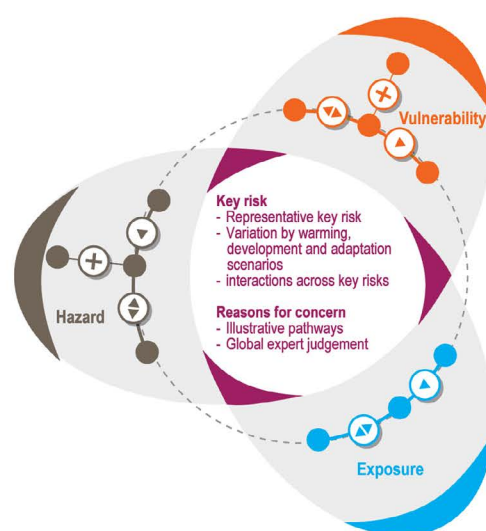 Vulnerability
Key risk
- Representative key risk
- Variation by warming,
development and adaptation
scenarios
- interactions across key risks
Reasons for concern
- Illustrative pathways
- Global expert judgement
Hazard
Exposure